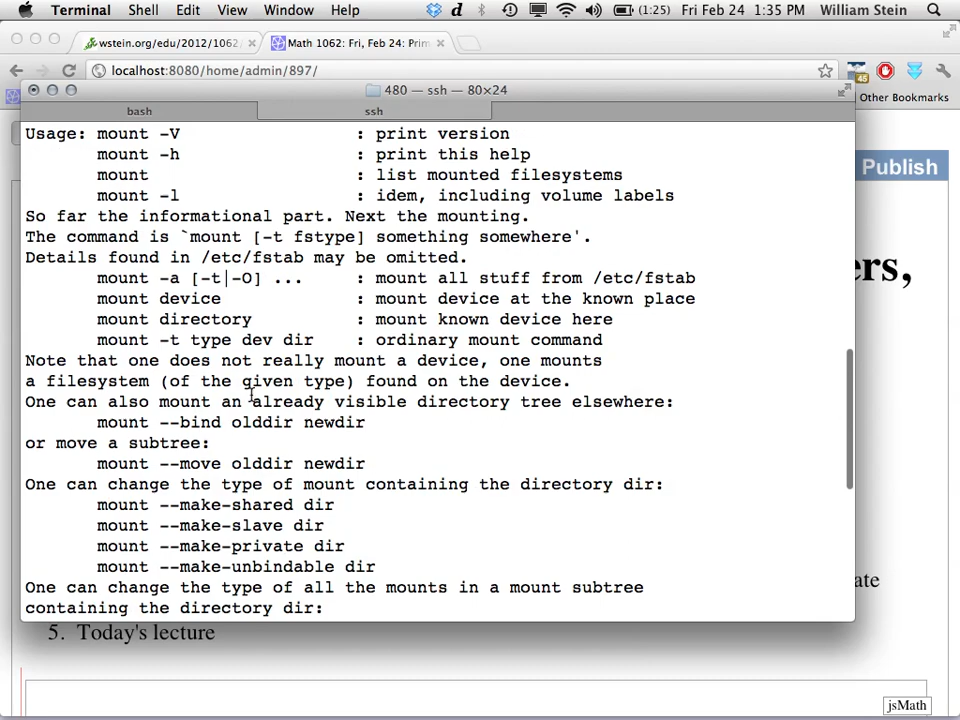 Terminal Shell Edit View Window Help (1:25) Fri Feb 24 1:35 PM William Stein
wstein.org/edu/2012/1062/ Math 1062: Fri, Feb 24: Prim
localhost:8080/home/admin/897/ 45
480 — ssh — 80×24
Other Bookmarks
bash ssh
Usage: mount -V : print version
mount -h : print this help
mount : list mounted filesystems
mount -l : idem, including volume labels
So far the informational part. Next the mounting.
The command is `mount [-t fstype] something somewhere'.
Details found in /etc/fstab may be omitted.
mount -a [-t|-O] ... : mount all stuff from /etc/fstab
mount device : mount device at the known place
mount directory : mount known device here
mount -t type dev dir : ordinary mount command
Note that one does not really mount a device, one mounts
a filesystem (of the given type) found on the device.
One can also mount an already visible directory tree elsewhere:
mount --bind olddir newdir
or move a subtree:
mount --move olddir newdir
One can change the type of mount containing the directory dir:
mount --make-shared dir
mount --make-slave dir
mount --make-private dir
mount --make-unbindable dir
One can change the type of all the mounts in a mount subtree
containing the directory dir:
Publish
ers,
ate
5. Today's lecture
jsMath